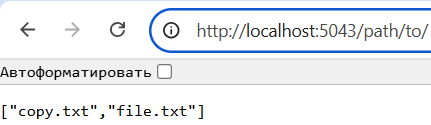 http://localhost:5043/path/to/
Автоформатировать
["copy.txt","file.txt"]